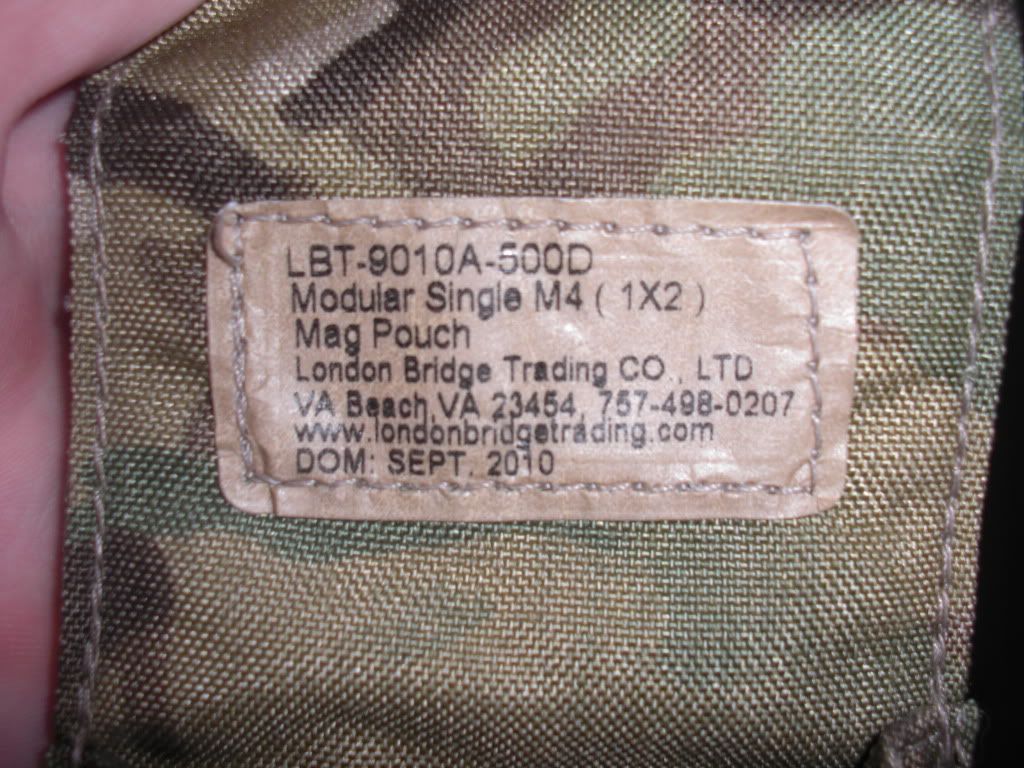 LBT-9010A-500D
Modular Single M4 ( 1X2 )
Mag Pouch
London Bridge Trading CO., LTD
VA Beach, VA 23454, 757-498-0207
www.londonbridgetrading.com
DOM: SEPT. 2010